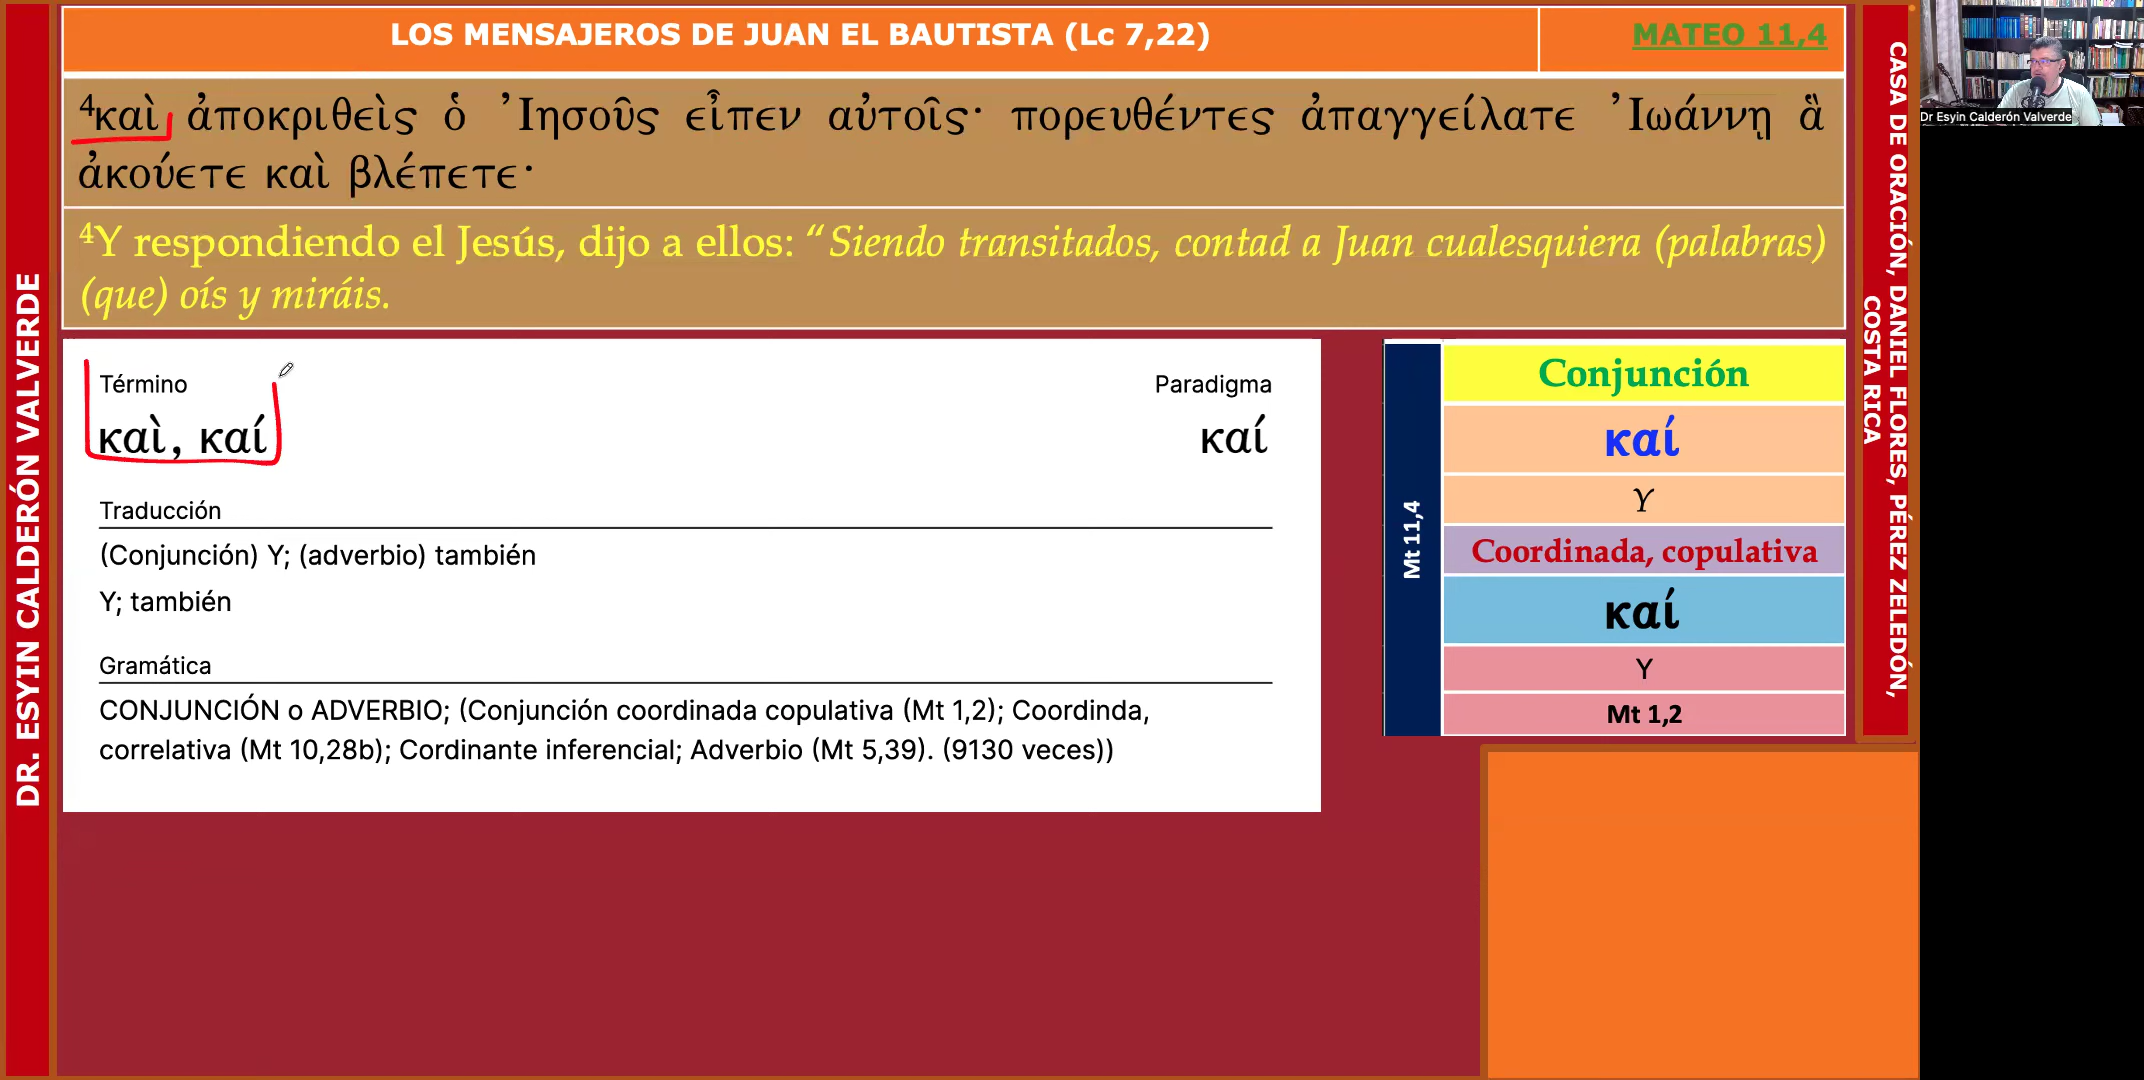 LOS MENSAJEROS DE JUAN EL BAUTISTA (Lc 7,22)
MATEO 11,4
⁴καὶ ἀποκριθεὶς ὁ ᾿Ιησοῦς εἶπεν αὐτοῖς· πορευθέντες ἀπαγγείλατε ᾿Ιωάννῃ ἃ
ἀκούετε καὶ βλέπετε·
⁴Y respondiendo el Jesús, dijo a ellos: “Siendo transitados, contad a Juan cualesquiera (palabras)
(que) oís y miráis.
Término
Paradigma
καὶ, καί
καί
Traducción
(Conjunción) Y; (adverbio) también
Y; también
Gramática
CONJUNCIÓN o ADVERBIO; (Conjunción coordinada copulativa (Mt 1,2); Coordinda,
correlativa (Mt 10,28b); Cordinante inferencial; Adverbio (Mt 5,39). (9130 veces))
Mt 11,4
Conjunción
καί
Y
Coordinada, copulativa
καί
Y
Mt 1,2
DR. ESYIN CALDERÓN VALVERDE
CASA DE ORACIÓN, DANIEL FLORES, PÉREZ ZELEDÓN,
COSTA RICA
Dr Esyin Calderón Valverde